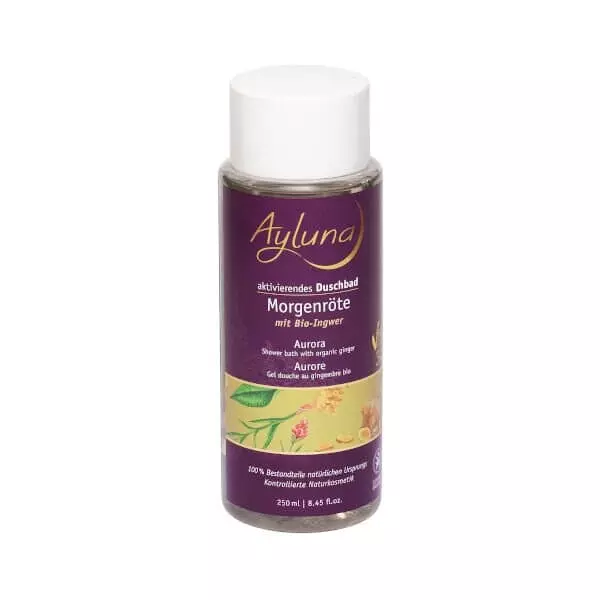 Ayluna
aktivierendes Duschbad
Morgenröte
mit Bio-Ingwer
Aurora
Shower bath with organic ginger
Aurore
Gel douche au gingembre bio
100% Bestandteile natürlichen Ursprungs
Kontrollierte Naturkosmetik
250 ml | 8.45 fl.oz.